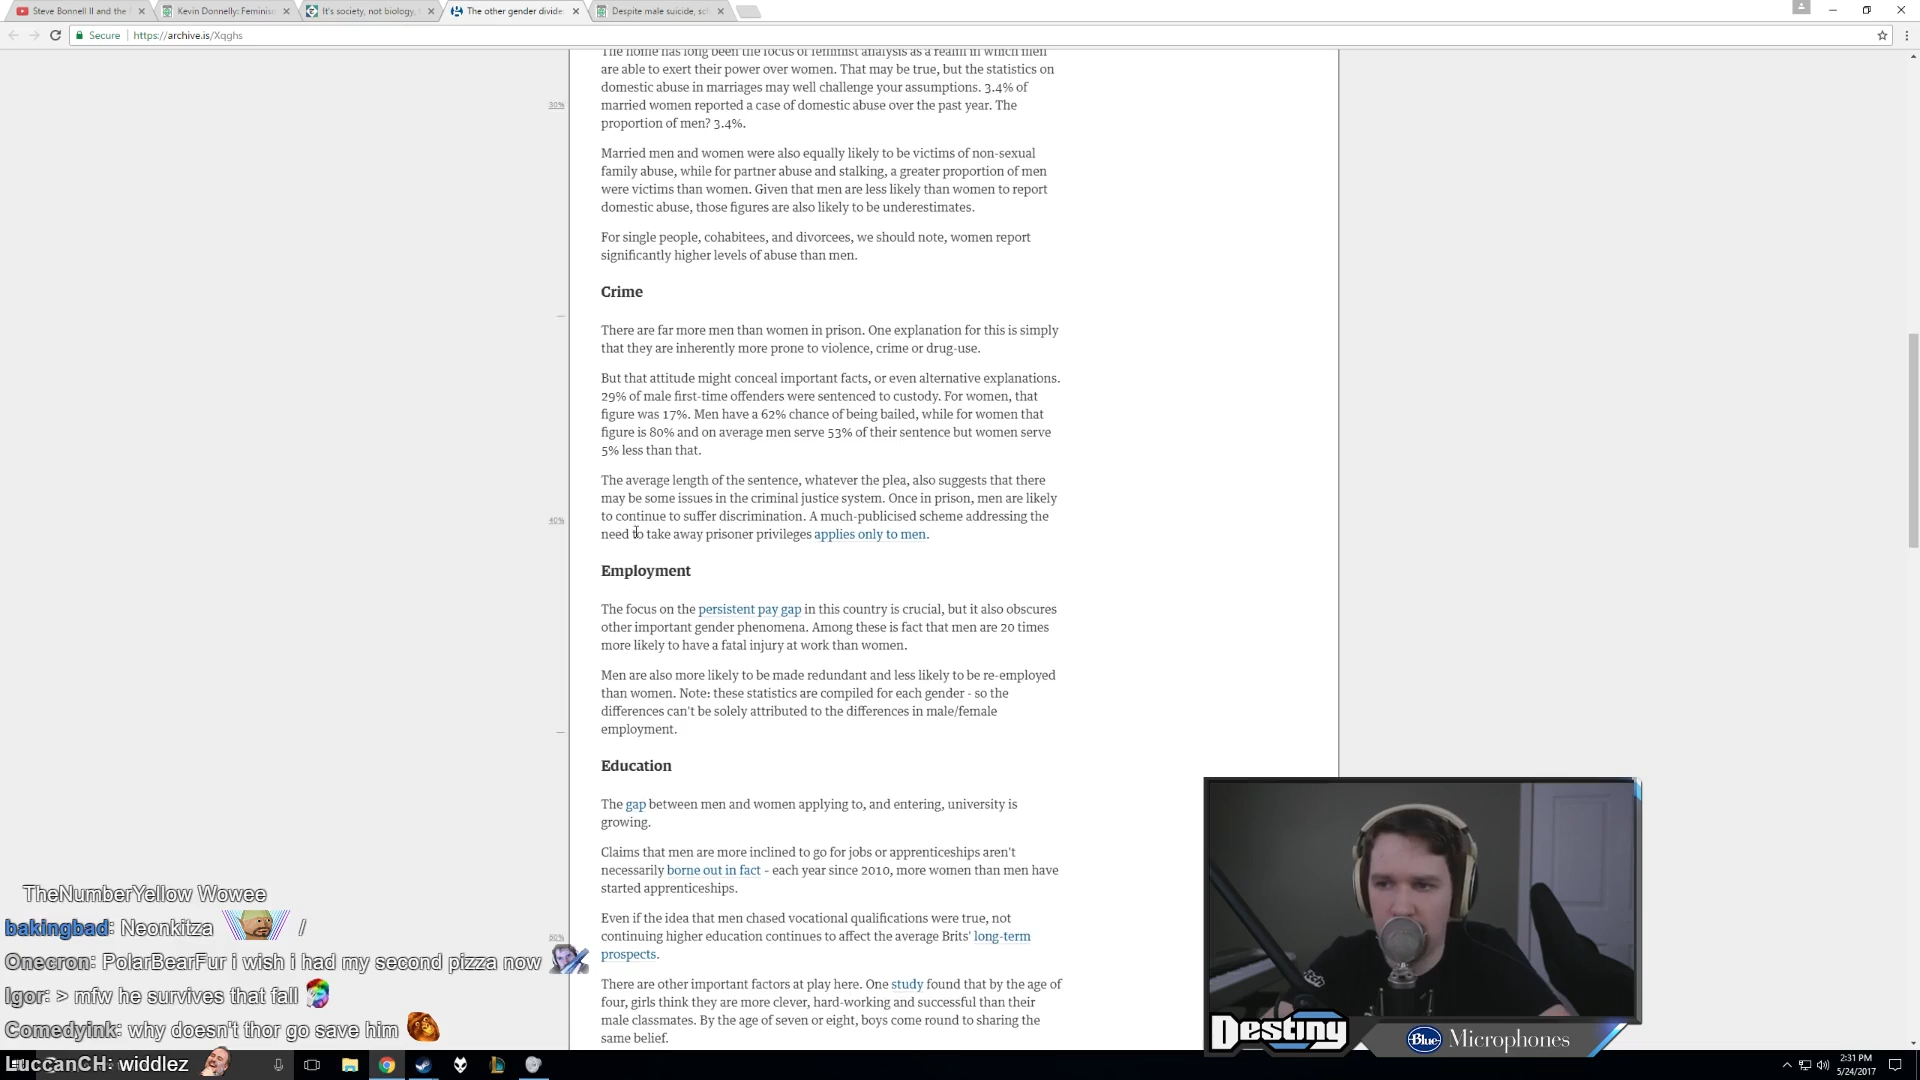 Steve Bonnell II and the
Kevin Donnelly: Feminis
It's society, not biology,
The other gender divide
Despite male suicide, sc
Secure
https://archive.is/Xqghs
The home has long been the focus of feminist analysis as a realm in which men
are able to exert their power over women. That may be true, but the statistics on
domestic abuse in marriages may well challenge your assumptions. 3.4% of
30%
married women reported a case of domestic abuse over the past year. The
proportion of men? 3.4%.
Married men and women were also equally likely to be victims of non-sexual
family abuse, while for partner abuse and stalking, a greater proportion of men
were victims than women. Given that men are less likely than women to report
domestic abuse, those figures are also likely to be underestimates.
For single people, cohabitees, and divorcees, we should note, women report
significantly higher levels of abuse than men.
Crime
There are far more men than women in prison. One explanation for this is simply
that they are inherently more prone to violence, crime or drug-use.
But that attitude might conceal important facts, or even alternative explanations.
29% of male first-time offenders were sentenced to custody. For women, that
figure was 17%. Men have a 62% chance of being bailed, while for women that
figure is 80% and on average men serve 53% of their sentence but women serve
5% less than that.
The average length of the sentence, whatever the plea, also suggests that there
may be some issues in the criminal justice system. Once in prison, men are likely
40%
to continue to suffer discrimination. A much-publicised scheme addressing the
need to take away prisoner privileges applies only to men.
Employment
The focus on the persistent pay gap in this country is crucial, but it also obscures
other important gender phenomena. Among these is fact that men are 20 times
more likely to have a fatal injury at work than women.
Men are also more likely to be made redundant and less likely to be re-employed
than women. Note: these statistics are compiled for each gender - so the
differences can't be solely attributed to the differences in male/female
employment.
Education
The gap between men and women applying to, and entering, university is
growing.
Claims that men are more inclined to go for jobs or apprenticeships aren't
necessarily borne out in fact - each year since 2010, more women than men have
started apprenticeships.
Even if the idea that men chased vocational qualifications were true, not
50%
continuing higher education continues to affect the average Brits' long-term
prospects.
There are other important factors at play here. One study found that by the age of
four, girls think they are more clever, hard-working and successful than their
male classmates. By the age of seven or eight, boys come round to sharing the
same belief.
TheNumberYellow Wowee
bakingbad: Neonkitza /
Onecron: PolarBearFur i wish i had my second pizza now
Igor: > mfw he survives that fall
Comedyink: why doesn't thor go save him
LuccanCH: widdlez
Destiny
Blue Microphones
2:31 PM
5/24/2017